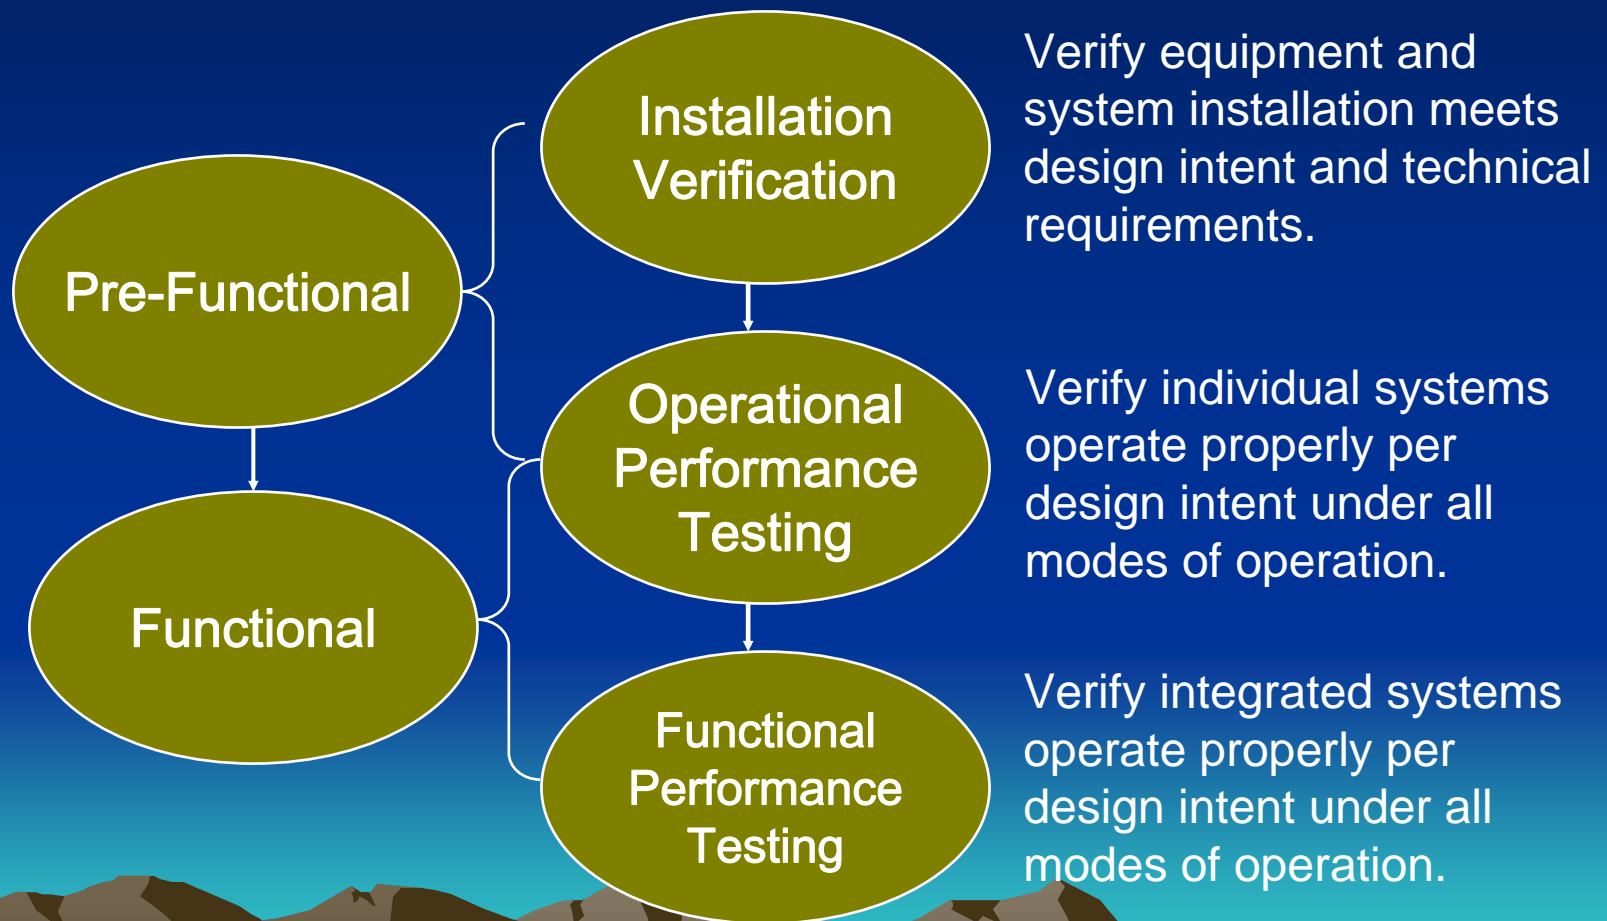 Pre-Functional
Functional
Installation
Verification
Verify equipment and
system installation meets
design intent and technical
requirements.
Operational
Performance
Testing
Verify individual systems
operate properly per
design intent under all
modes of operation.
Functional
Performance
Testing
Verify integrated systems
operate properly per
design intent under all
modes of operation.